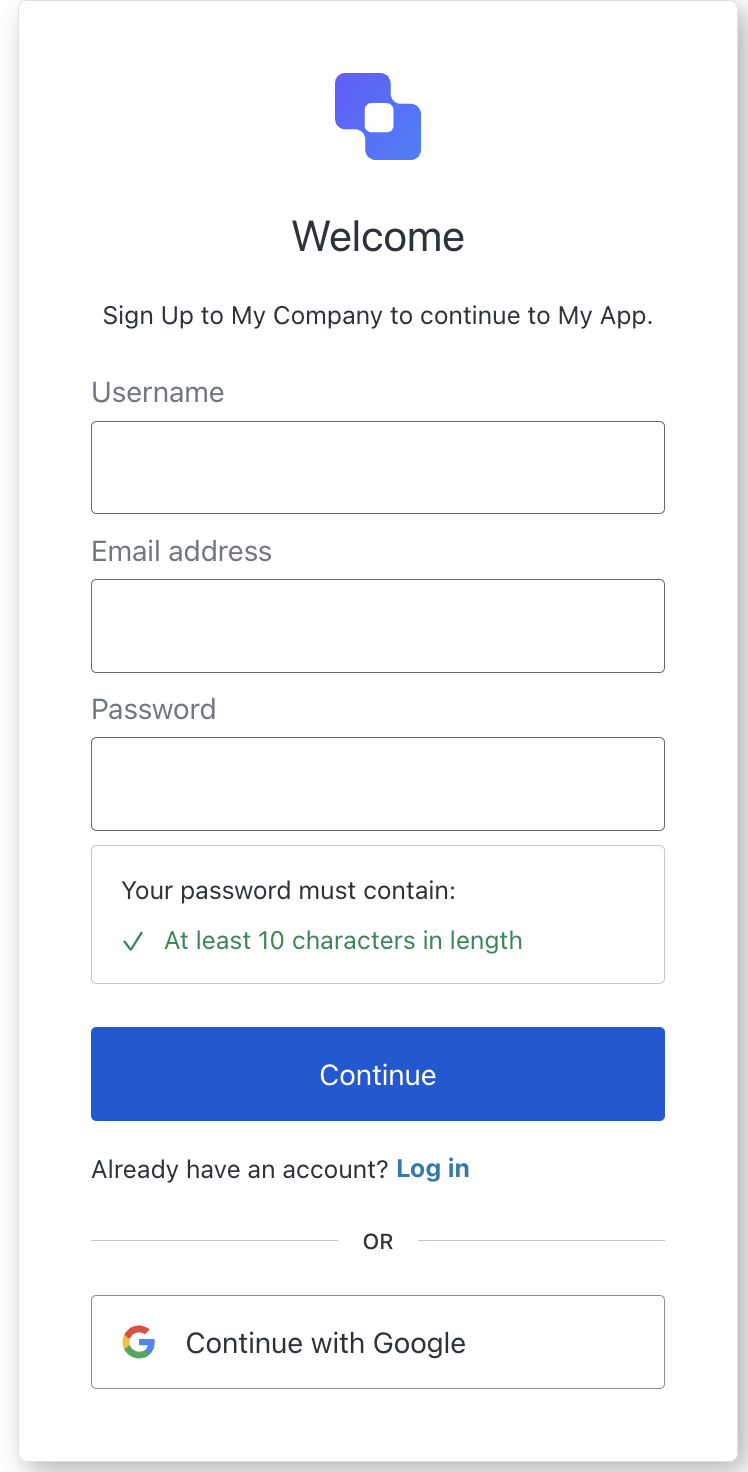 Welcome
Sign Up to My Company to continue to My App.
Username
Email address
Password
Your password must contain:
At least 10 characters in length
Continue
Already have an account? Log in
OR
Continue with Google